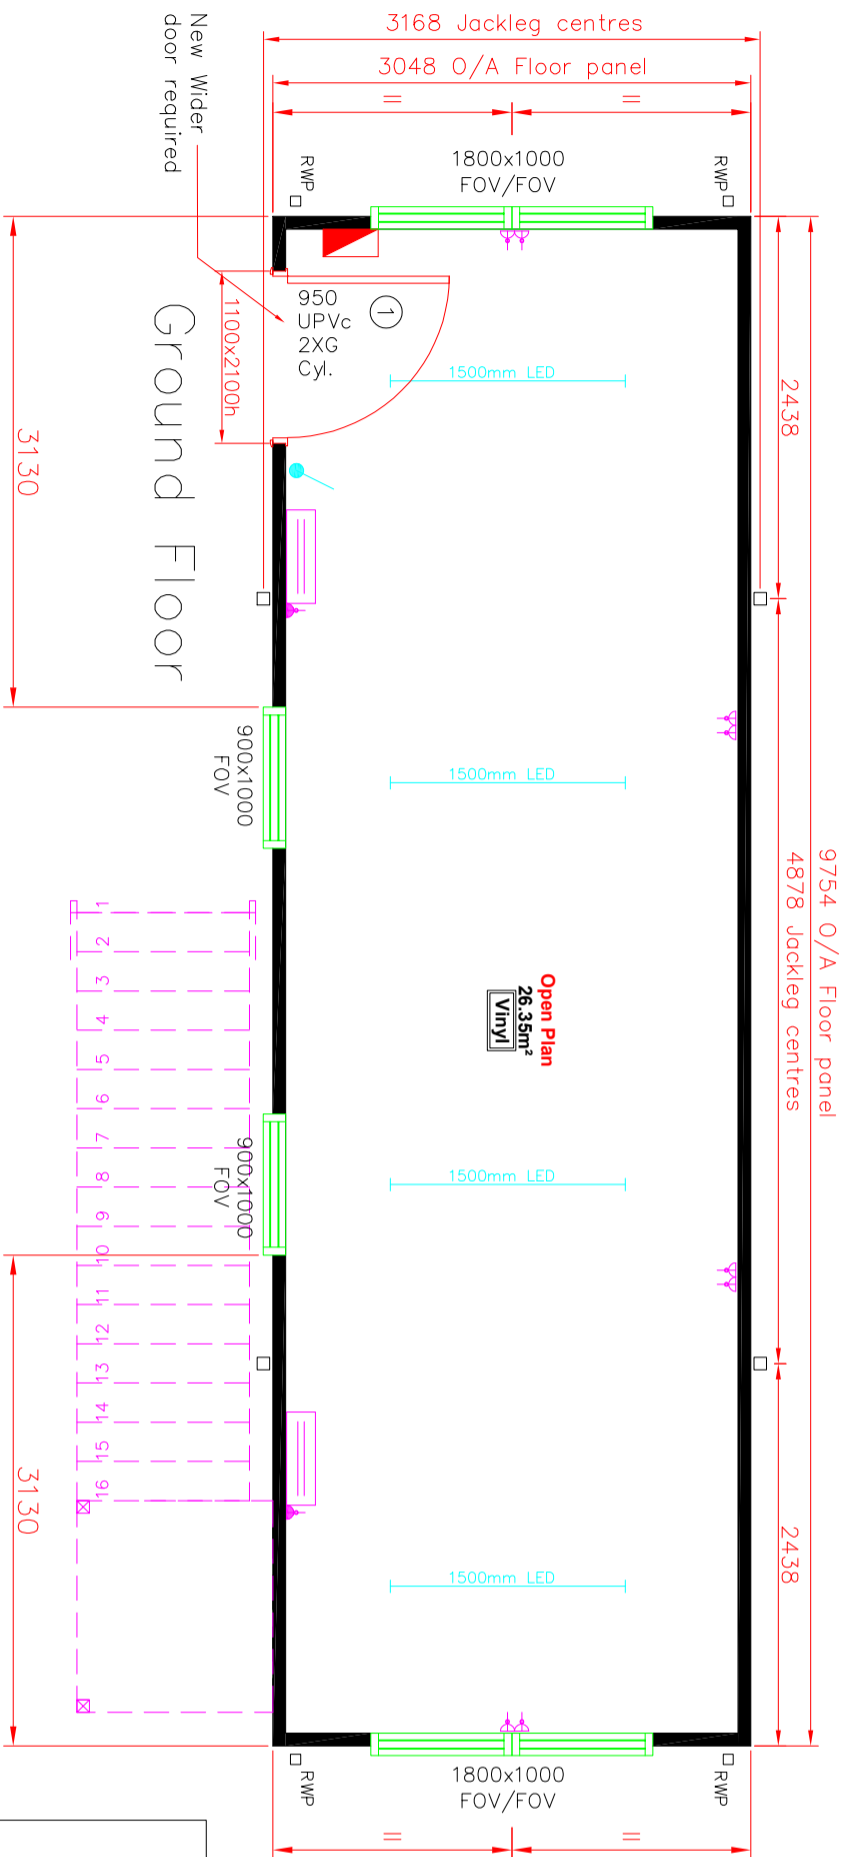 3168 Jackleg centres
3048 O/A Floor panel
=
=
New Wider
door required
RWP
1800x1000
FOV/FOV
RWP
950
UPVc
2XG
Cyl.
1
1100x2100h
1500mm LED
2438
3130
Ground Floor
900x1000
FOV
1500mm LED
9754 O/A Floor panel
4878 Jackleg centres
Open Plan
26.35m²
Vinyl
1
2
3
4
5
6
7
8
9
10
11
12
13
14
15
16
900x1000
FOV
1500mm LED
3130
2438
1500mm LED
RWP
1800x1000
FOV/FOV
RWP
=
=